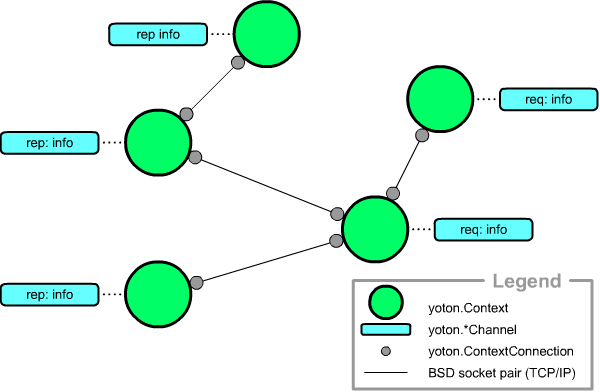 rep info
req: info
rep: info
req: info
rep: info
Legend
yoton.Context
yoton.*Channel
yoton.ContextConnection
BSD socket pair (TCP/IP)